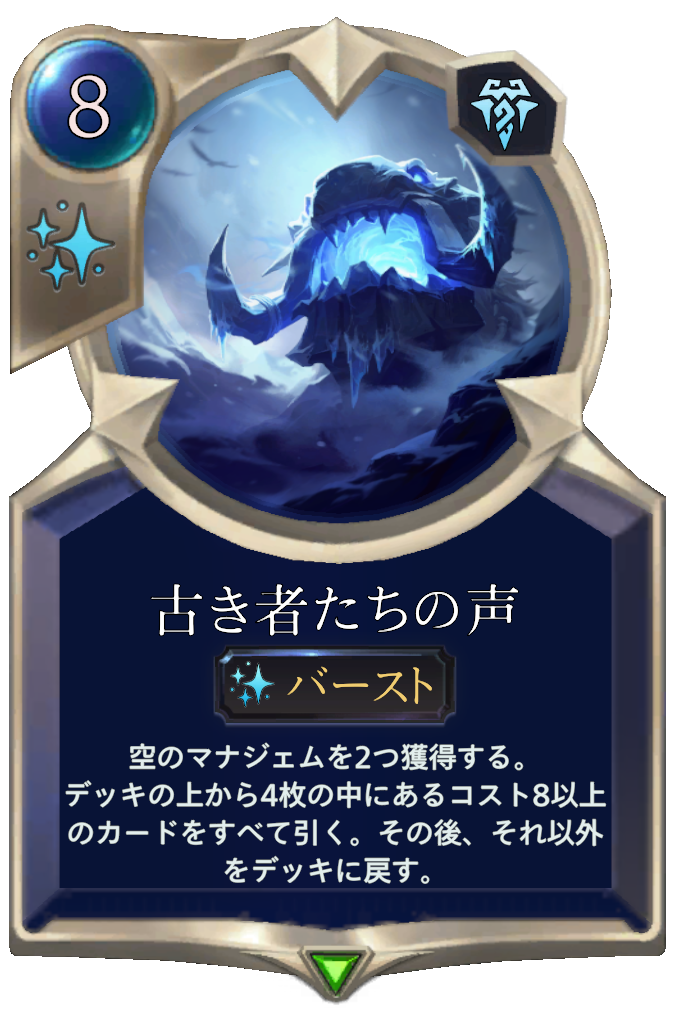 8
古き者たちの声
バースト
空のマナジェムを2つ獲得する。
デッキの上から4枚の中にあるコスト8以上
のカードをすべて引く。その後、それ以外
をデッキに戻す。